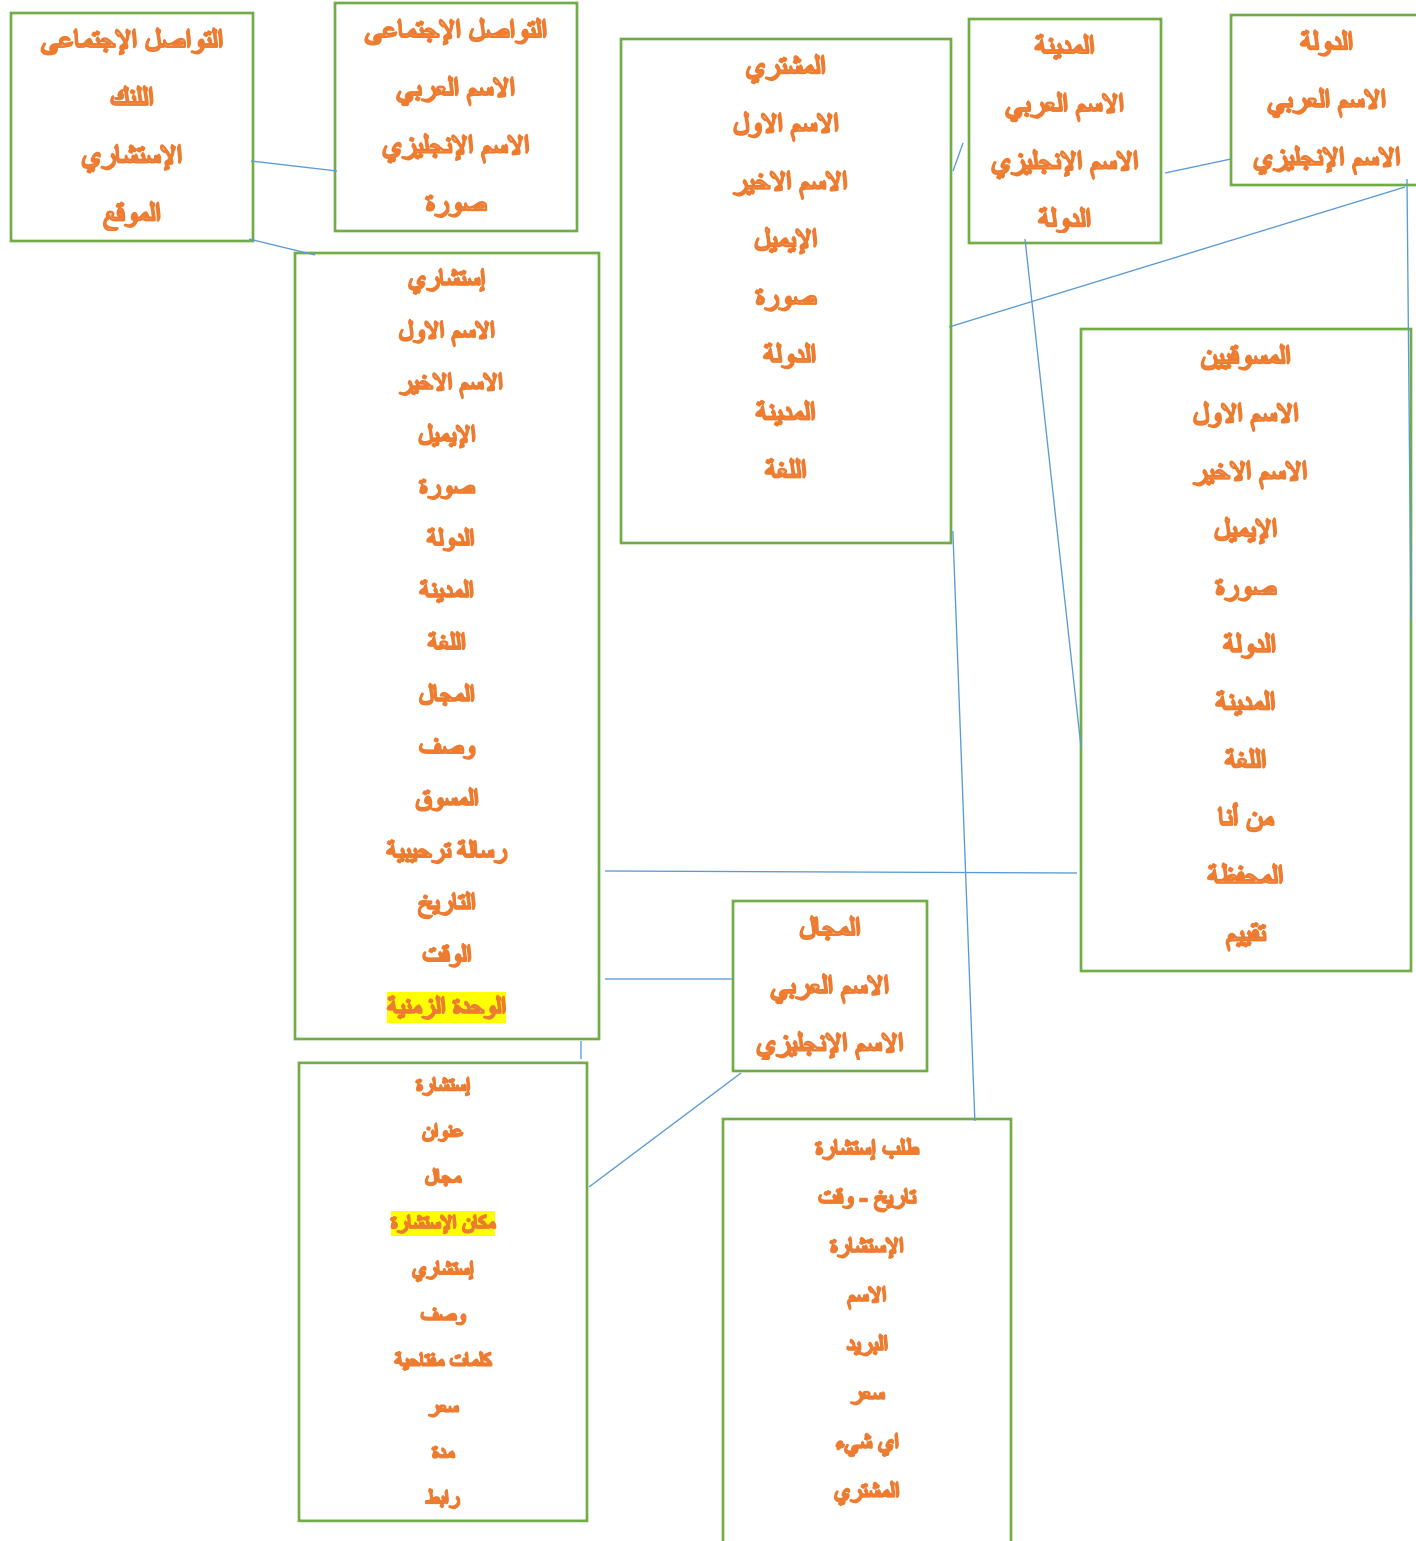 الدولة
الاسم العربي
الاسم الإنجليزي
المدينة
الاسم العربي
الاسم الإنجليزي
الدولة
المشتري
الاسم الاول
الاسم الاخير
الإيميل
صورة
الدولة
المدينة
اللغة
التواصل الإجتماعى
الاسم العربي
الاسم الإنجليزي
صورة
التواصل الإجتماعى
اللنك
الإستشاري
الموقع
المسوقيين
الاسم الاول
الاسم الاخير
الإيميل
صورة
الدولة
المدينة
اللغة
من أنا
المحفظة
تقييم
إستشاري
الاسم الاول
الاسم الاخير
الإيميل
صورة
الدولة
المدينة
اللغة
المجال
وصف
المسوق
رسالة ترحيبية
التاريخ
الوقت
الوحدة الزمنية
المجال
الاسم العربي
الاسم الإنجليزي
طلب إستشارة
تاريخ - وقت
الإستشارة
الاسم
البريد
سعر
اي شيء
المشتري
إستشارة
عنوان
مجال
مكان الإستشارة
إستشاري
وصف
كلمات مفتاحية
سعر
مدة
رابط